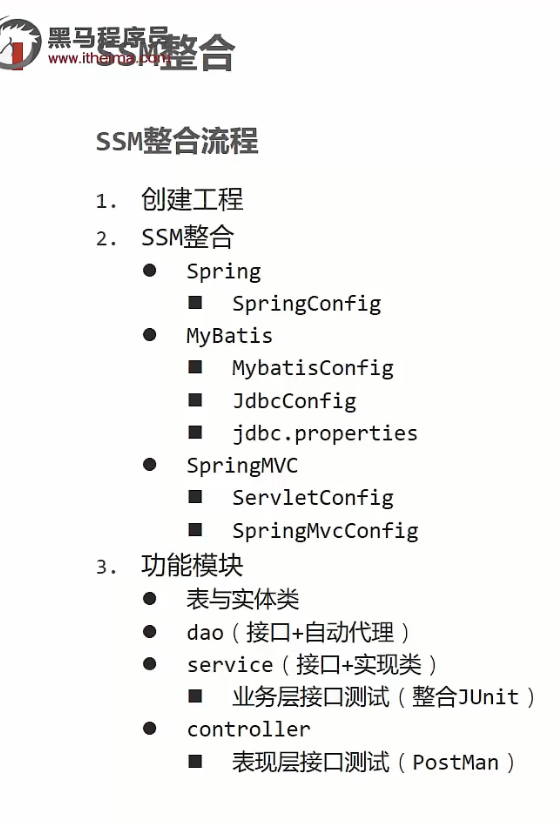 黑马程序员
www.itheima.com
SSM整合
SSM整合流程
1. 创建工程
2. SSM整合
● Spring
■ SpringConfig
● MyBatis
■ MybatisConfig
■ JdbcConfig
■ jdbc.properties
● SpringMVC
■ ServletConfig
■ SpringMvcConfig
3. 功能模块
● 表与实体类
● dao（接口+自动代理）
● service（接口+实现类）
■ 业务层接口测试（整合JUnit）
● controller
■ 表现层接口测试（PostMan）